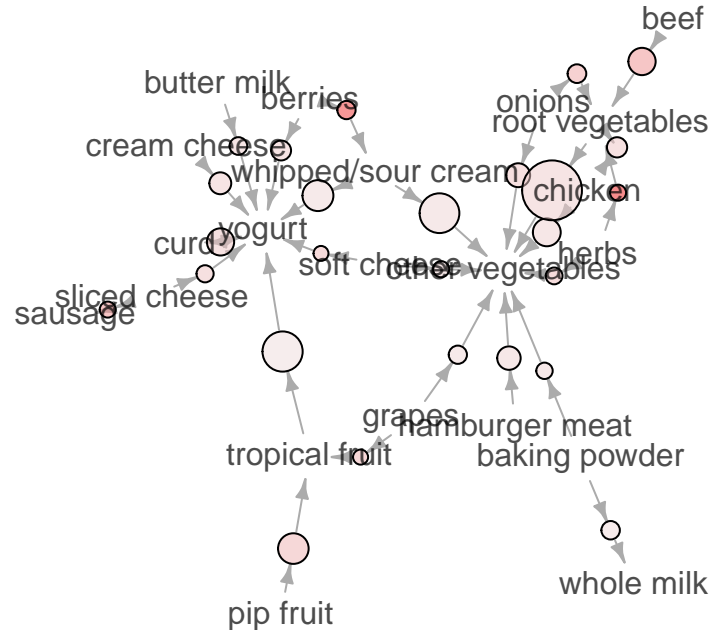 beef
butter milk
berries
onions
root vegetables
cream cheese
whipped/sour cream
chicken
yogurt
curd
herbs
soft cheese
other vegetables
sliced cheese
sausage
grapes
hamburger meat
tropical fruit
baking powder
whole milk
pip fruit